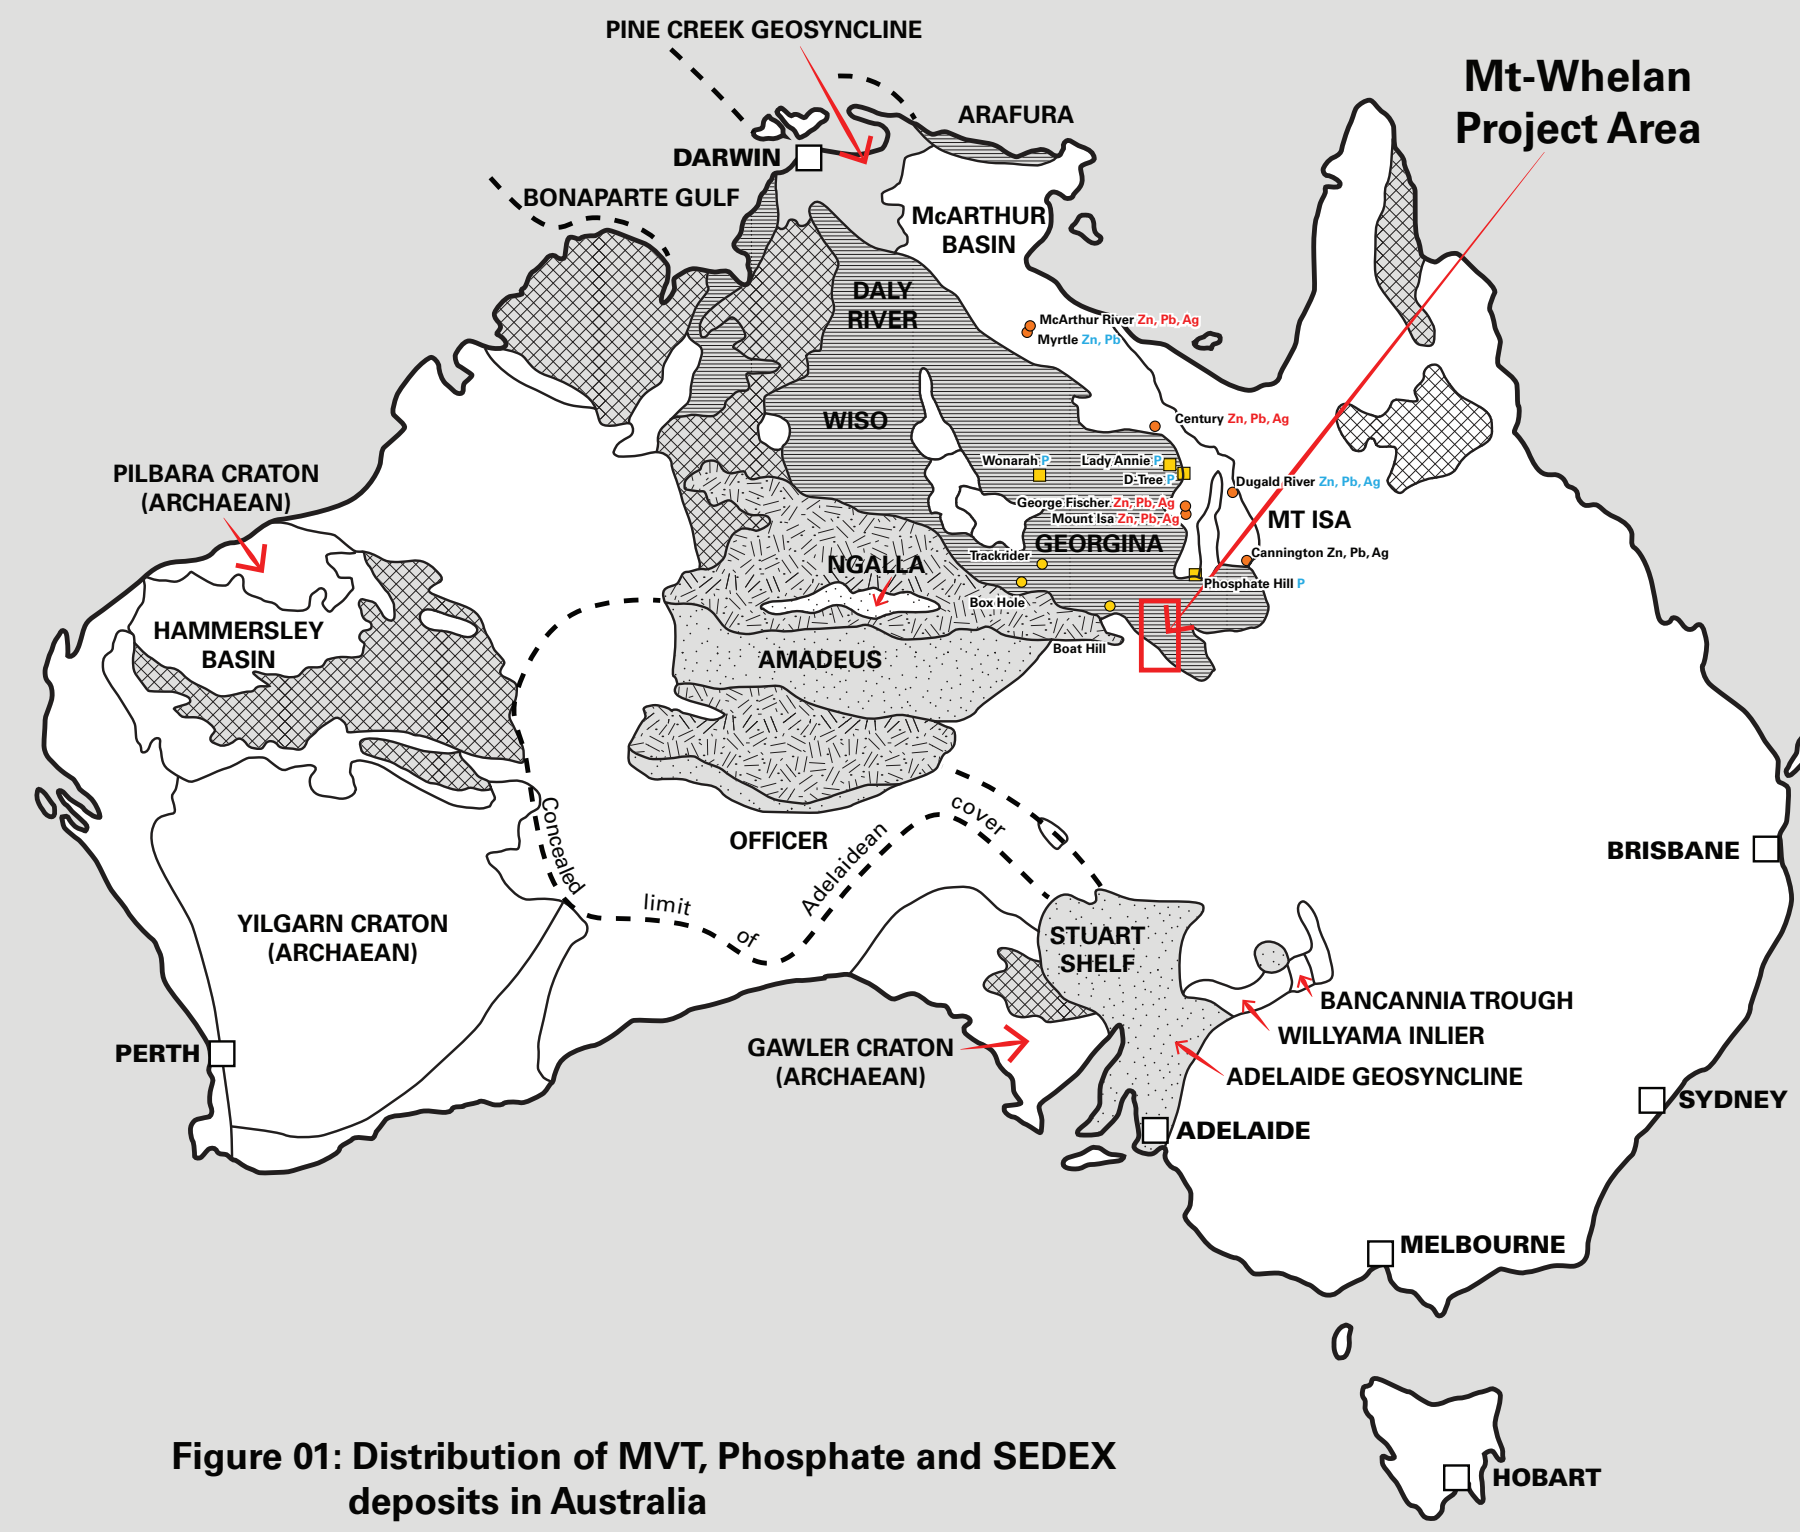 PINE CREEK GEOSYNCLINE
Mt-Whelan
Project Area
ARAFURA
DARWIN
BONAPARTE GULF
McARTHUR
BASIN
DALY
RIVER
McArthur River Zn, Pb, Ag
Myrtle Zn, Pb
WISO
Century Zn, Pb, Ag
Wonarah P
Lady Annie P
D-Tree P
Dugald River Zn, Pb, Ag
PILBARA CRATON
(ARCHAEAN)
George Fischer Zn, Pb, Ag
Mount Isa Zn, Pb, Ag
MT ISA
GEORGINA
Cannington Zn, Pb, Ag
Trackrider
NGALLA
Phosphate Hill P
Box Hole
HAMMERSLEY
BASIN
AMADEUS
Boat Hill
OFFICER
Concealed
limit
of
Adelaidean
cover
BRISBANE
YILGARN CRATON
(ARCHAEAN)
STUART
SHELF
BANCANNIA TROUGH
WILLYAMA INLIER
PERTH
GAWLER CRATON
(ARCHAEAN)
ADELAIDE GEOSYNCLINE
SYDNEY
ADELAIDE
MELBOURNE
HOBART
Figure 01: Distribution of MVT, Phosphate and SEDEX
deposits in Australia